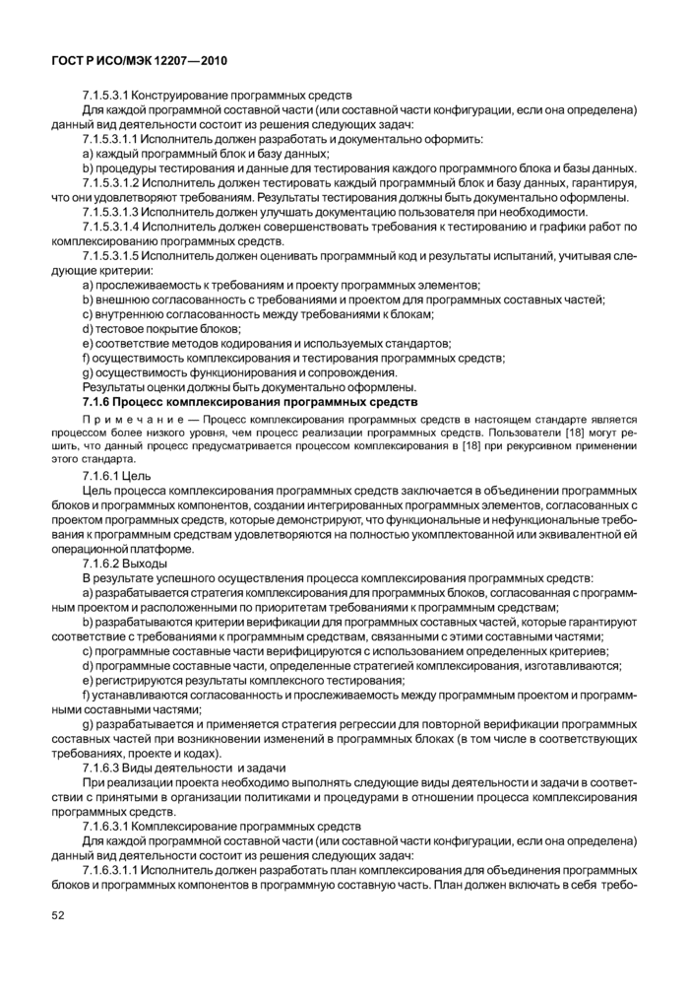 ГОСТ Р ИСО/МЭК 12207—2010
7.1.5.3.1 Конструирование программных средств
Для каждой программной составной части (или составной части конфигурации, если она определена)
данный вид деятельности состоит из решения следующих задач:
7.1.5.3.1.1 Исполнитель должен разработать и документально оформить:
a) каждый программный блок и базу данных;
b) процедуры тестирования и данные для тестирования каждого программного блока и базы данных.
7.1.5.3.1.2 Исполнитель должен тестировать каждый программный блок и базу данных, гарантируя,
что они удовлетворяют требованиям. Результаты тестирования должны быть документально оформлены.
7.1.5.3.1.3 Исполнитель должен улучшать документацию пользователя при необходимости.
7.1.5.3.1.4 Исполнитель должен совершенствовать требования к тестированию и графики работ по
комплексированию программных средств.
7.1.5.3.1.5 Исполнитель должен оценивать программный код и результаты испытаний, учитывая сле-
дующие критерии:
a) прослеживаемость к требованиям и проекту программных элементов;
b) внешнюю согласованность с требованиями и проектом для программных составных частей;
c) внутреннюю согласованность между требованиями к блокам;
d) тестовое покрытие блоков;
e) соответствие методов кодирования и используемых стандартов;
f) осуществимость комплексирования и тестирования программных средств;
g) осуществимость функционирования и сопровождения.
Результаты оценки должны быть документально оформлены.
7.1.6 Процесс комплексирования программных средств
Примечание — Процесс комплексирования программных средств в настоящем стандарте является
процессом более низкого уровня, чем процесс реализации программных средств. Пользователи [18] могут ре-
шить, что данный процесс предусматривается процессом комплексирования в [18] при рекурсивном применении
этого стандарта.
7.1.6.1 Цель
Цель процесса комплексирования программных средств заключается в объединении программных
блоков и программных компонентов, создании интегрированных программных элементов, согласованных с
проектом программных средств, которые демонстрируют, что функциональные и нефункциональные требо-
вания к программным средствам удовлетворяются на полностью укомплектованной или эквивалентной ей
операционной платформе.
7.1.6.2 Выходы
В результате успешного осуществления процесса комплексирования программных средств:
a) разрабатывается стратегия комплексирования для программных блоков, согласованная с программ-
ным проектом и расположенными по приоритетам требованиями к программным средствам;
b) разрабатываются критерии верификации для программных составных частей, которые гарантируют
соответствие с требованиями к программным средствам, связанными с этими составными частями;
c) программные составные части верифицируются с использованием определенных критериев;
d) программные составные части, определенные стратегией комплексирования, изготавливаются;
e) регистрируются результаты комплексного тестирования;
f) устанавливаются согласованность и прослеживаемость между программным проектом и программ-
ными составными частями;
g) разрабатывается и применяется стратегия регрессии для повторной верификации программных
составных частей при возникновении изменений в программных блоках (в том числе в соответствующих
требованиях, проекте и кодах).
7.1.6.3 Виды деятельности и задачи
При реализации проекта необходимо выполнять следующие виды деятельности и задачи в соответ-
ствии с принятыми в организации политиками и процедурами в отношении процесса комплексирования
программных средств.
7.1.6.3.1 Комплексирование программных средств
Для каждой программной составной части (или составной части конфигурации, если она определена)
данный вид деятельности состоит из решения следующих задач:
7.1.6.3.1.1 Исполнитель должен разработать план комплексирования для объединения программных
блоков и программных компонентов в программную составную часть. План должен включать в себя требо-
52